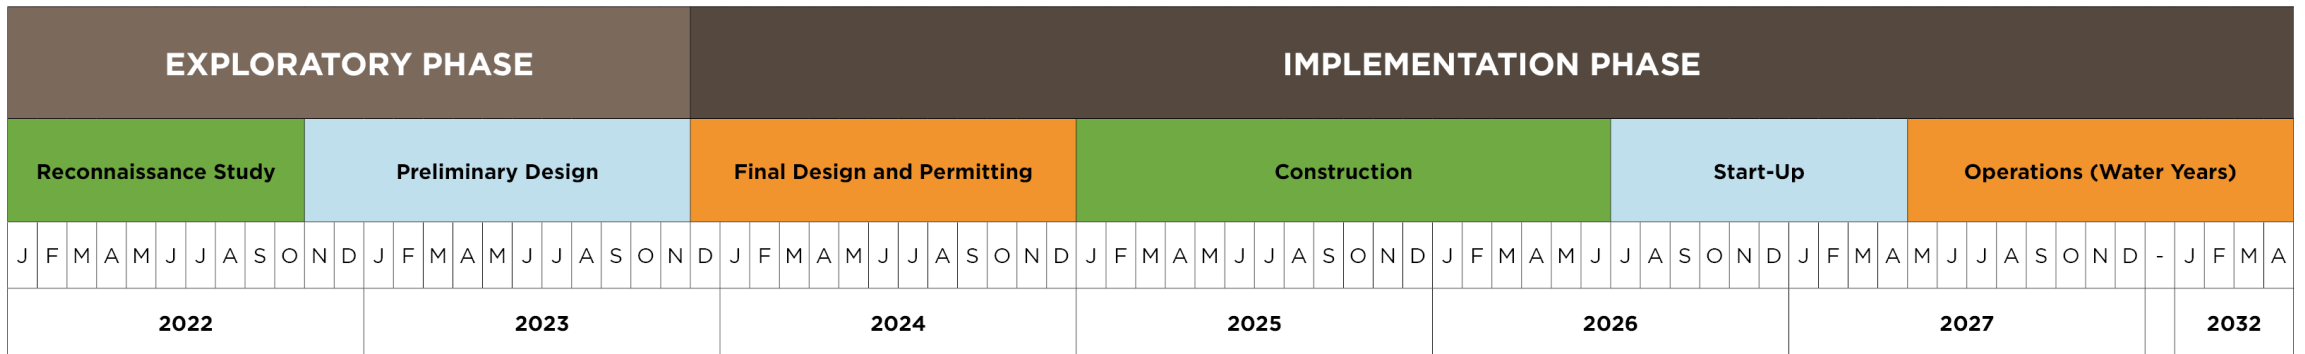 EXPLORATORY PHASE IMPLEMENTATION PHASE
Reconnaissance Study Preliminary Design Final Design and Permitting Construction Start-Up Operations (Water Years)
J F M A M J J A S O N D J F M A M J J A S O N D J F M A M J J A S O N D J F M A M J J A S O N D J F M A M J J A S O N D J F M A M J J A S O N D - J F M A
2022 2023 2024 2025 2026 2027 2032